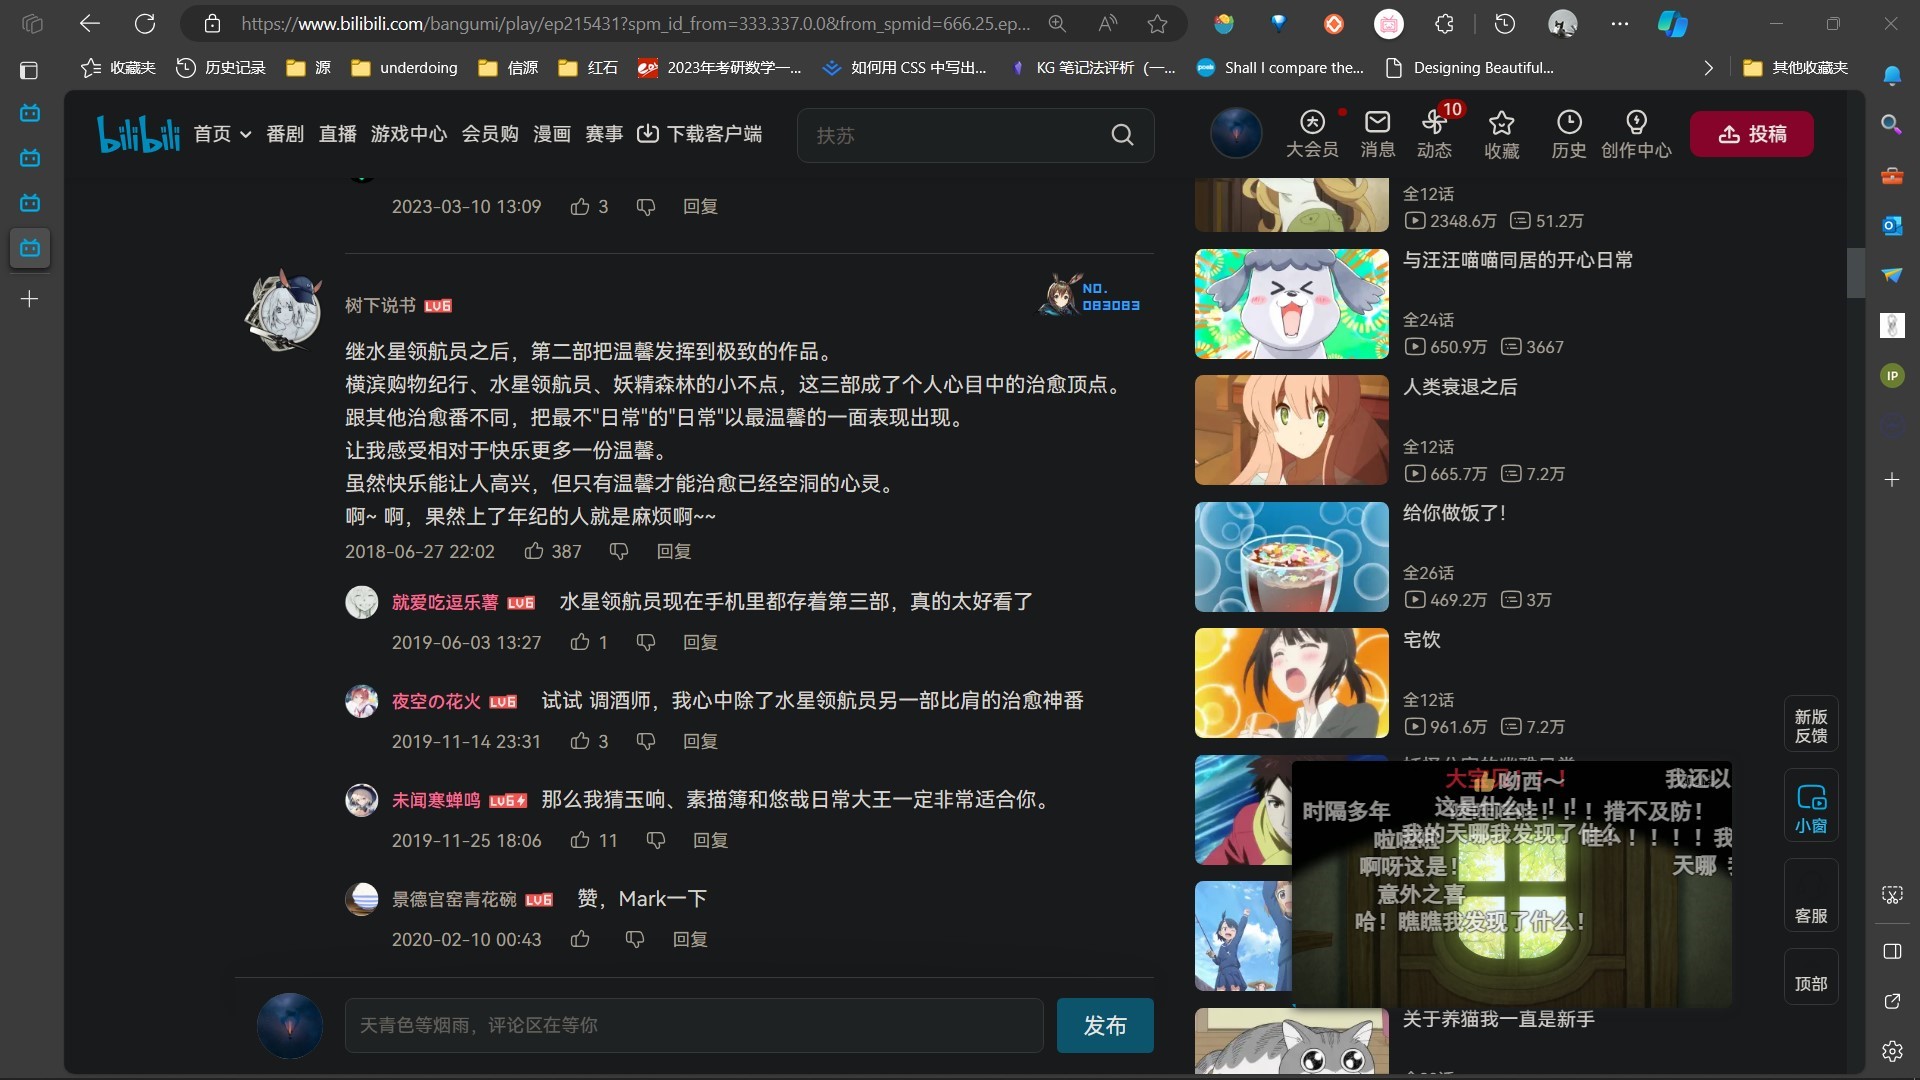 https://www.bilibili.com/bangumi/play/ep215431?spm_id_from=333.337.0.0&from_spmid=666.25.ep...
收藏夹 历史记录 源 underdoing 信源 红石 2023年考研数学一... 如何用 CSS 中写出... KG 笔记法评析（一... Shall I compare the... Designing Beautiful... 其他收藏夹
bilibili 首页 番剧 直播 游戏中心 会员购 漫画 赛事 下载客户端
扶苏
大会员 消息 10 动态 收藏 历史 创作中心 投稿
2023-03-10 13:09 3 回复
树下说书 LV6
NO.
083083
继水星领航员之后，第二部把温馨发挥到极致的作品。
横滨购物纪行、水星领航员、妖精森林的小不点，这三部成了个人心目中的治愈顶点。
跟其他治愈番不同，把最不"日常"的"日常"以最温馨的一面表现出现。
让我感受相对于快乐更多一份温馨。
虽然快乐能让人高兴，但只有温馨才能治愈已经空洞的心灵。
啊~ 啊，果然上了年纪的人就是麻烦啊~~
2018-06-27 22:02 387 回复
就爱吃逗乐薯 LV6 水星领航员现在手机里都存着第三部，真的太好看了
2019-06-03 13:27 1 回复
夜空の花火 LV6 试试 调酒师，我心中除了水星领航员另一部比肩的治愈神番
2019-11-14 23:31 3 回复
未闻寒蝉鸣 LV6 那么我猜玉响、素描簿和悠哉日常大王一定非常适合你。
2019-11-25 18:06 11 回复
景德官窑青花碗 LV6 赞，Mark一下
2020-02-10 00:43 回复
天青色等烟雨，评论区在等你
发布
全12话
2348.6万 51.2万
与汪汪喵喵同居的开心日常
全24话
650.9万 3667
人类衰退之后
全12话
665.7万 7.2万
给你做饭了！
全26话
469.2万 3万
宅饮
全12话
961.6万 7.2万
呦西～ 我还以
时隔多年 这是什么！！！ 措不及防！
我的天哪我发现了什么
啊呀这是！ 天哪
意外之喜
哈！瞧瞧我发现了什么！
关于养猫我一直是新手
新版
反馈
小窗
客服
顶部
IP